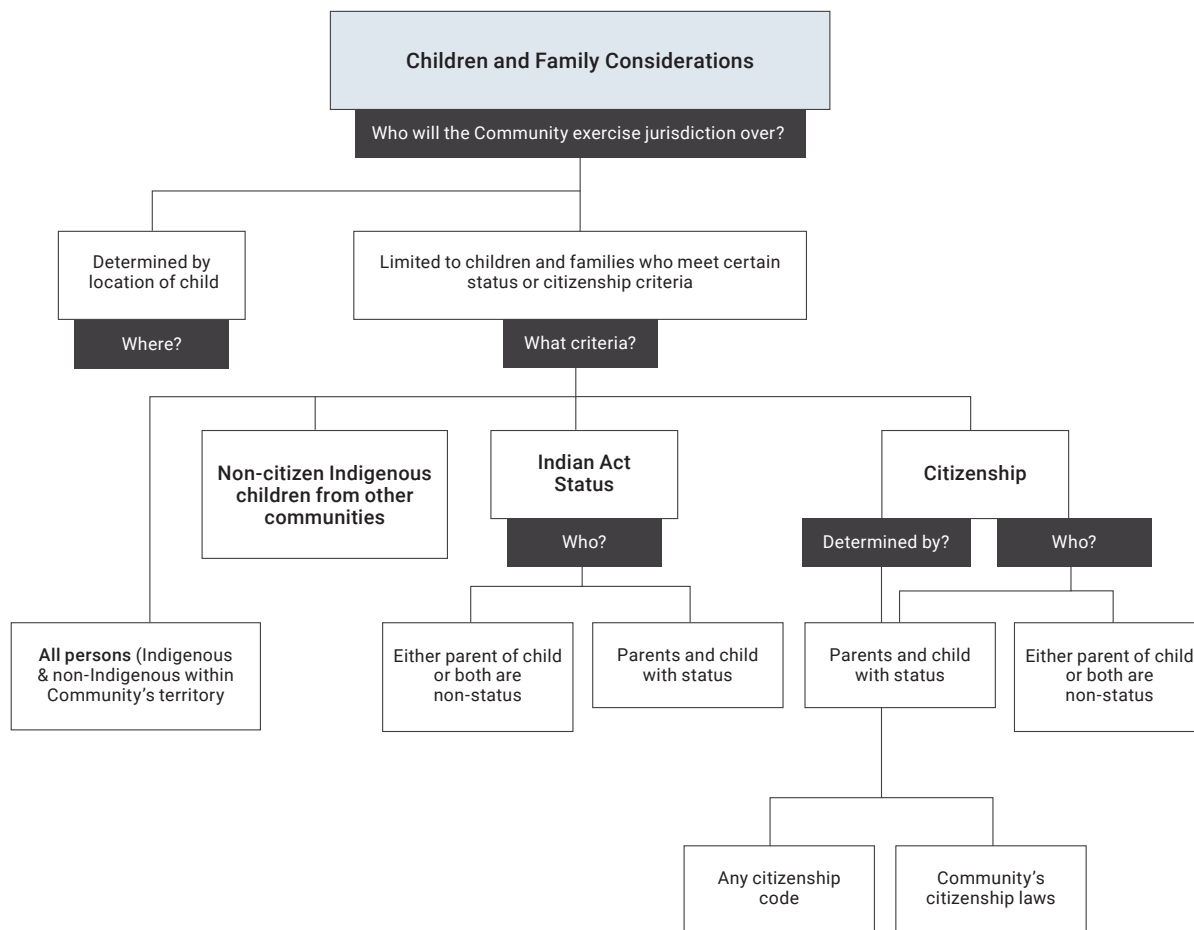 Children and Family Considerations
Who will the Community exercise jurisdiction over?
Determined by
location of child
Where?
Limited to children and families who meet certain
status or citizenship criteria
What criteria?
Non-citizen Indigenous
children from other
communities
Indian Act
Status
Who?
Citizenship
Determined by?
Who?
All persons (Indigenous
& non-Indigenous within
Community’s territory
Either parent of child
or both are
non-status
Parents and child
with status
Parents and child
with status
Either parent of child
or both are
non-status
Any citizenship
code
Community’s
citizenship laws